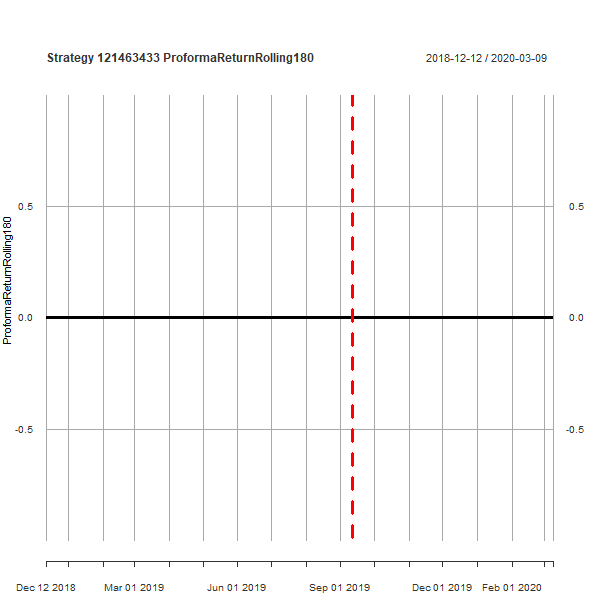 Strategy 121463433 ProformaReturnRolling180
2018-12-12 / 2020-03-09
ProformaReturnRolling180
0.5
0.5
0.0
0.0
-0.5
-0.5
Dec 12 2018
Mar 01 2019
Jun 01 2019
Sep 01 2019
Dec 01 2019
Feb 01 2020